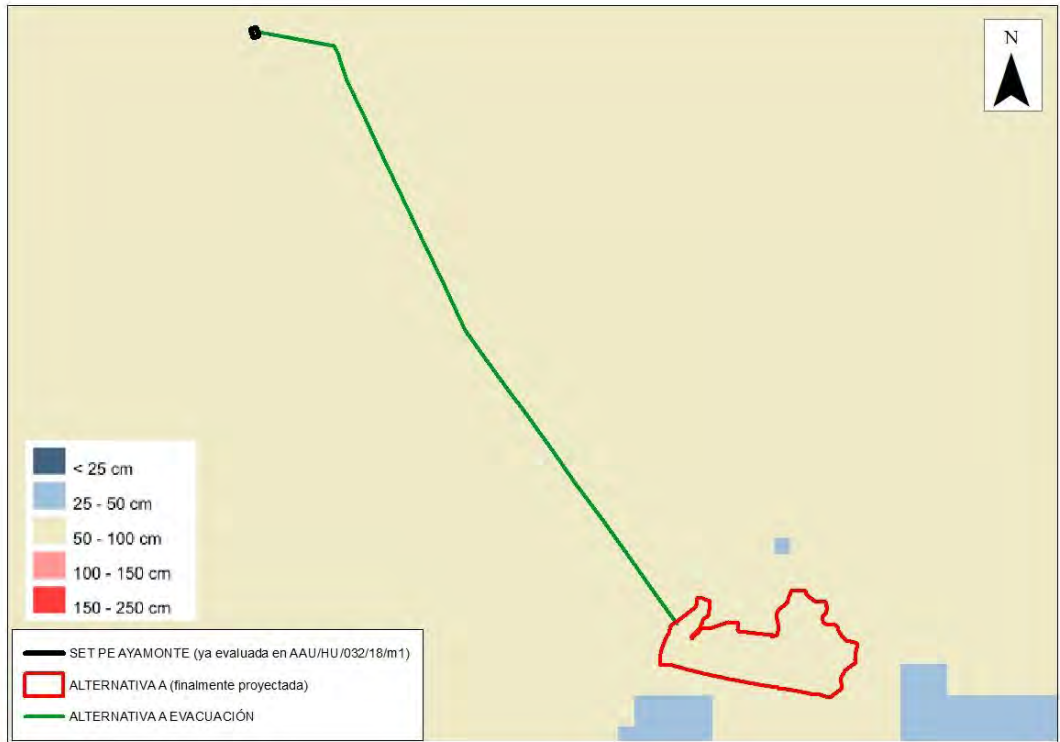 N
< 25 cm
25 - 50 cm
50 - 100 cm
100 - 150 cm
150 - 250 cm
SET PE AYAMONTE (ya evaluada en AAU/HU/032/18/m1)
ALTERNATIVA A (finalmente proyectada)
ALTERNATIVA A EVACUACIÓN